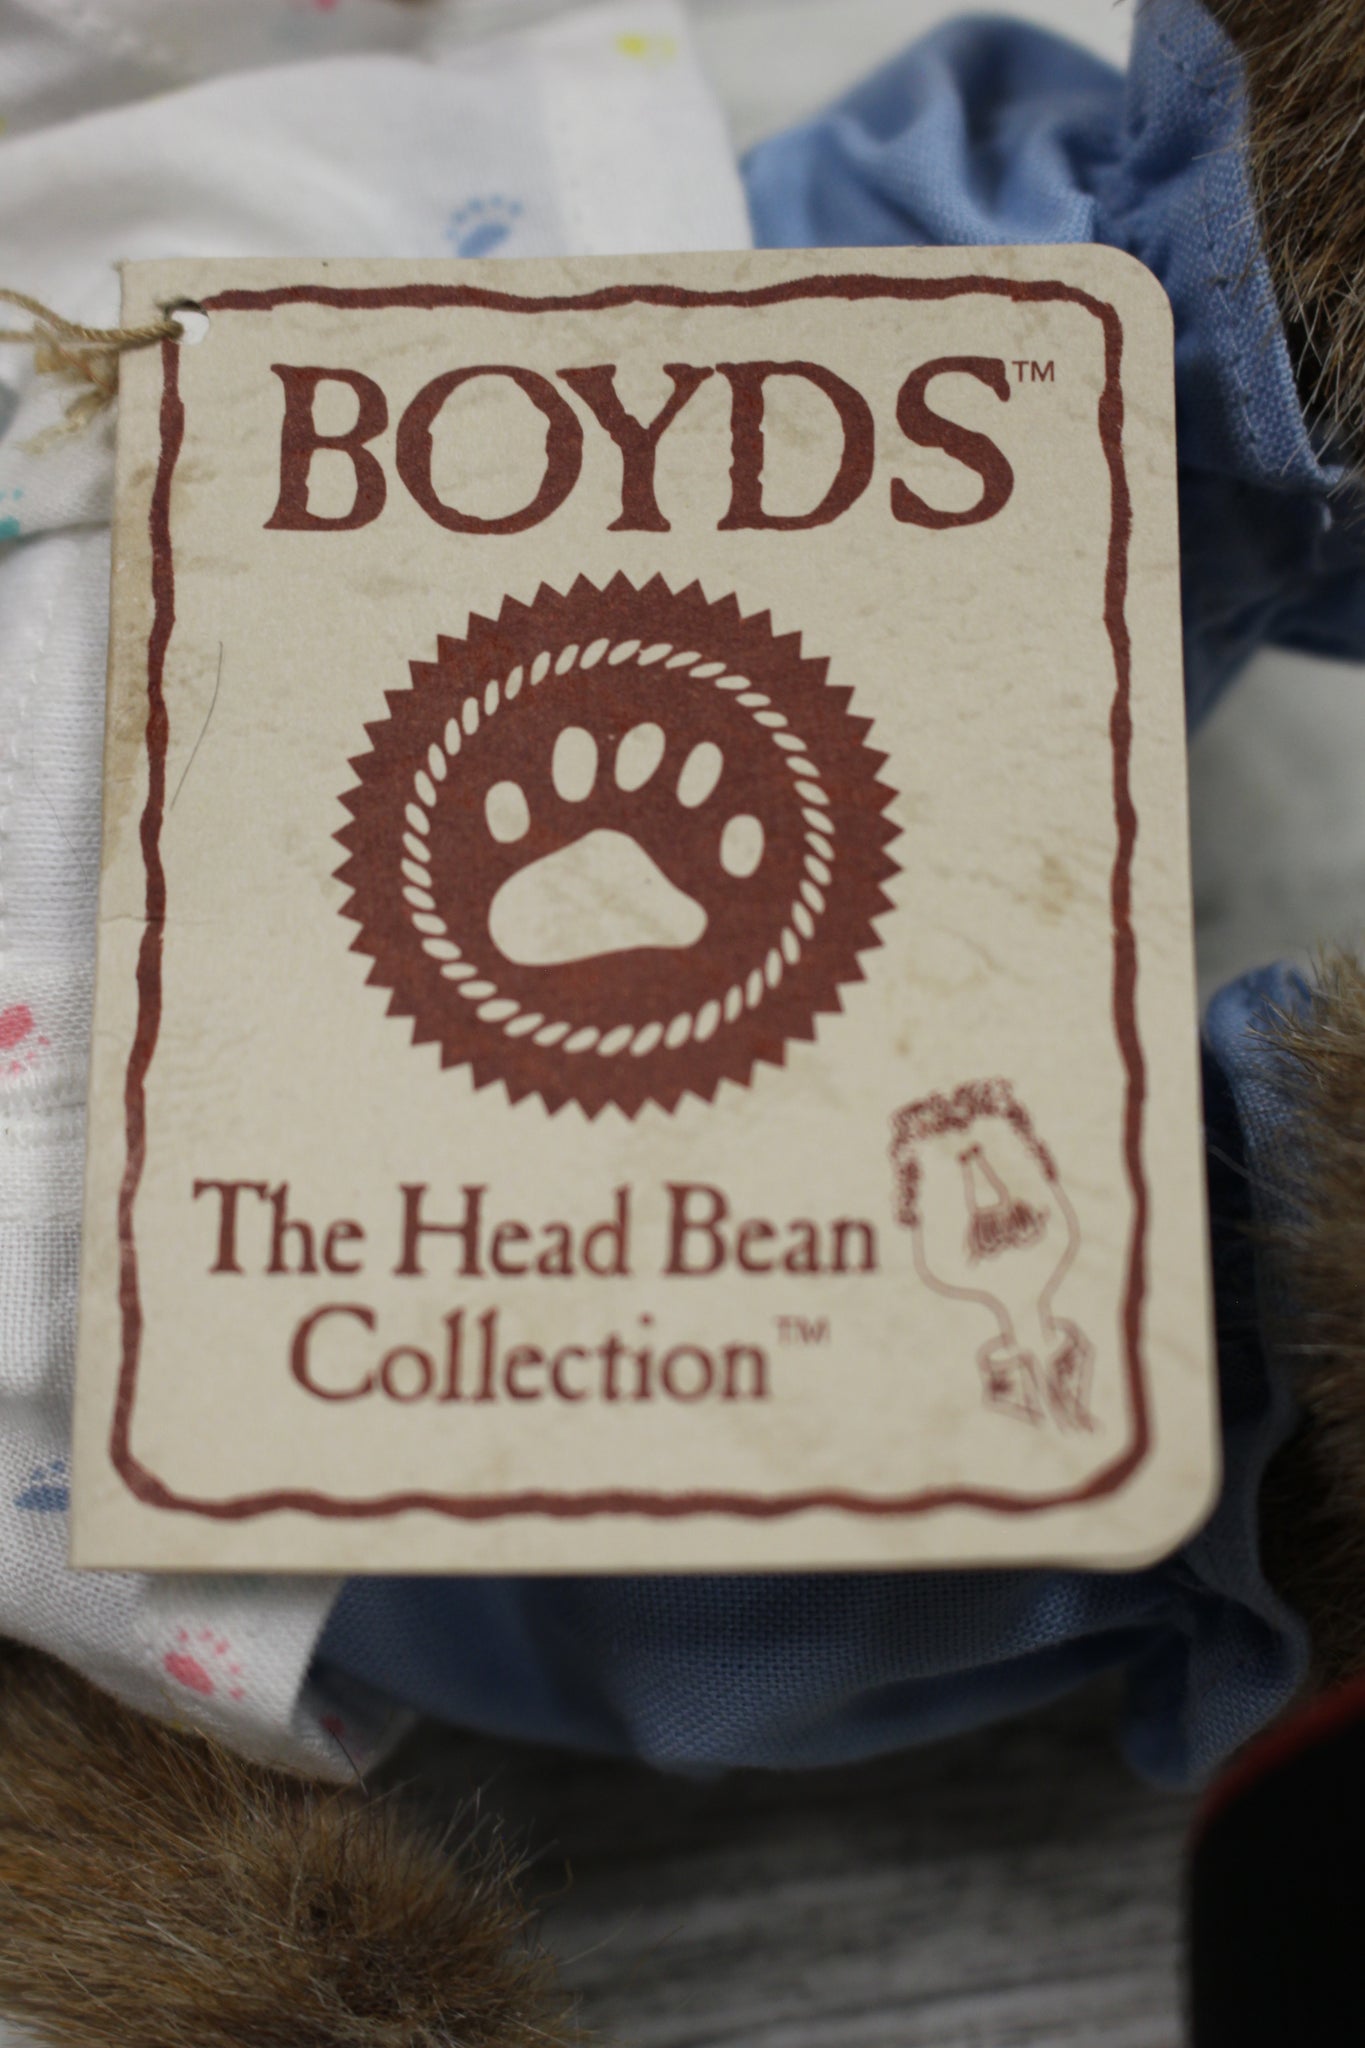 BOYDS™
The Head Bean
Collection™